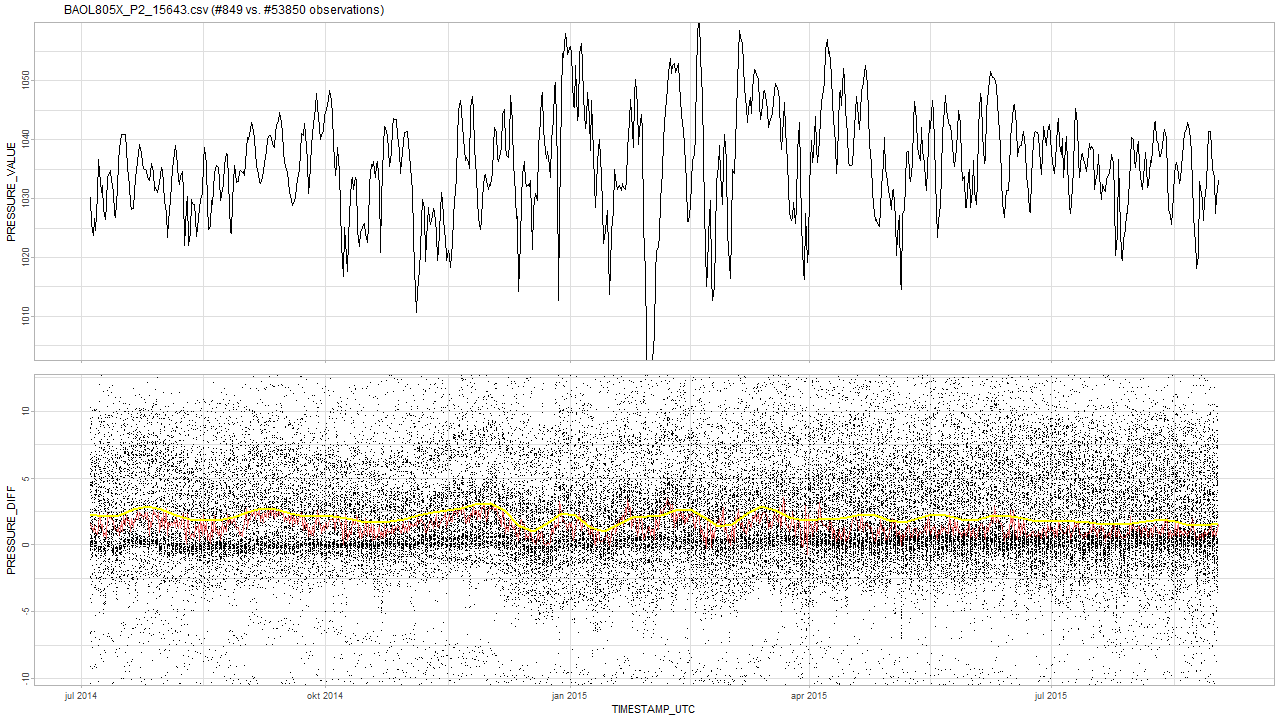 BAOL805X_P2_15643.csv (#849 vs. #53850 observations)
PRESSURE_VALUE
1050
1040
1030
1020
1010
PRESSURE_DIFF
10
5
0
-5
-10
jul 2014 okt 2014 jan 2015 apr 2015 jul 2015
TIMESTAMP_UTC